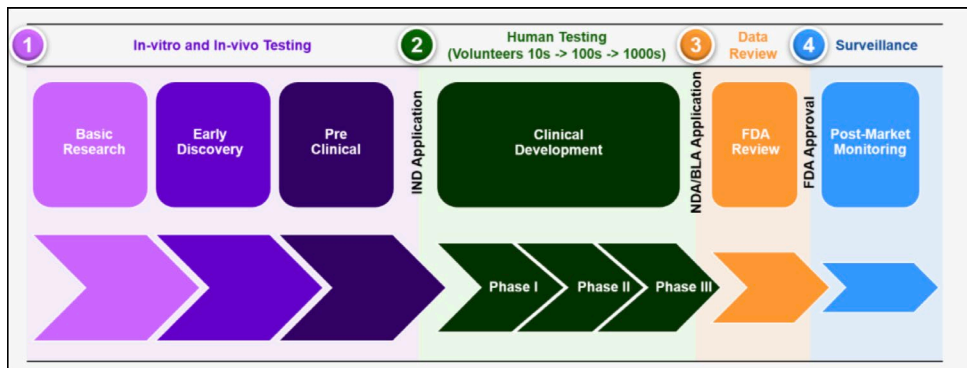 1
In-vitro and In-vivo Testing
2
Human Testing
(Volunteers 10s -> 100s -> 1000s)
3
Data
Review
4
Surveillance
Basic
Research
Early
Discovery
Pre
Clinical
IND Application
Clinical
Development
NDA/BLA Application
FDA
Review
FDA Approval
Post-Market
Monitoring
Phase I
Phase II
Phase III